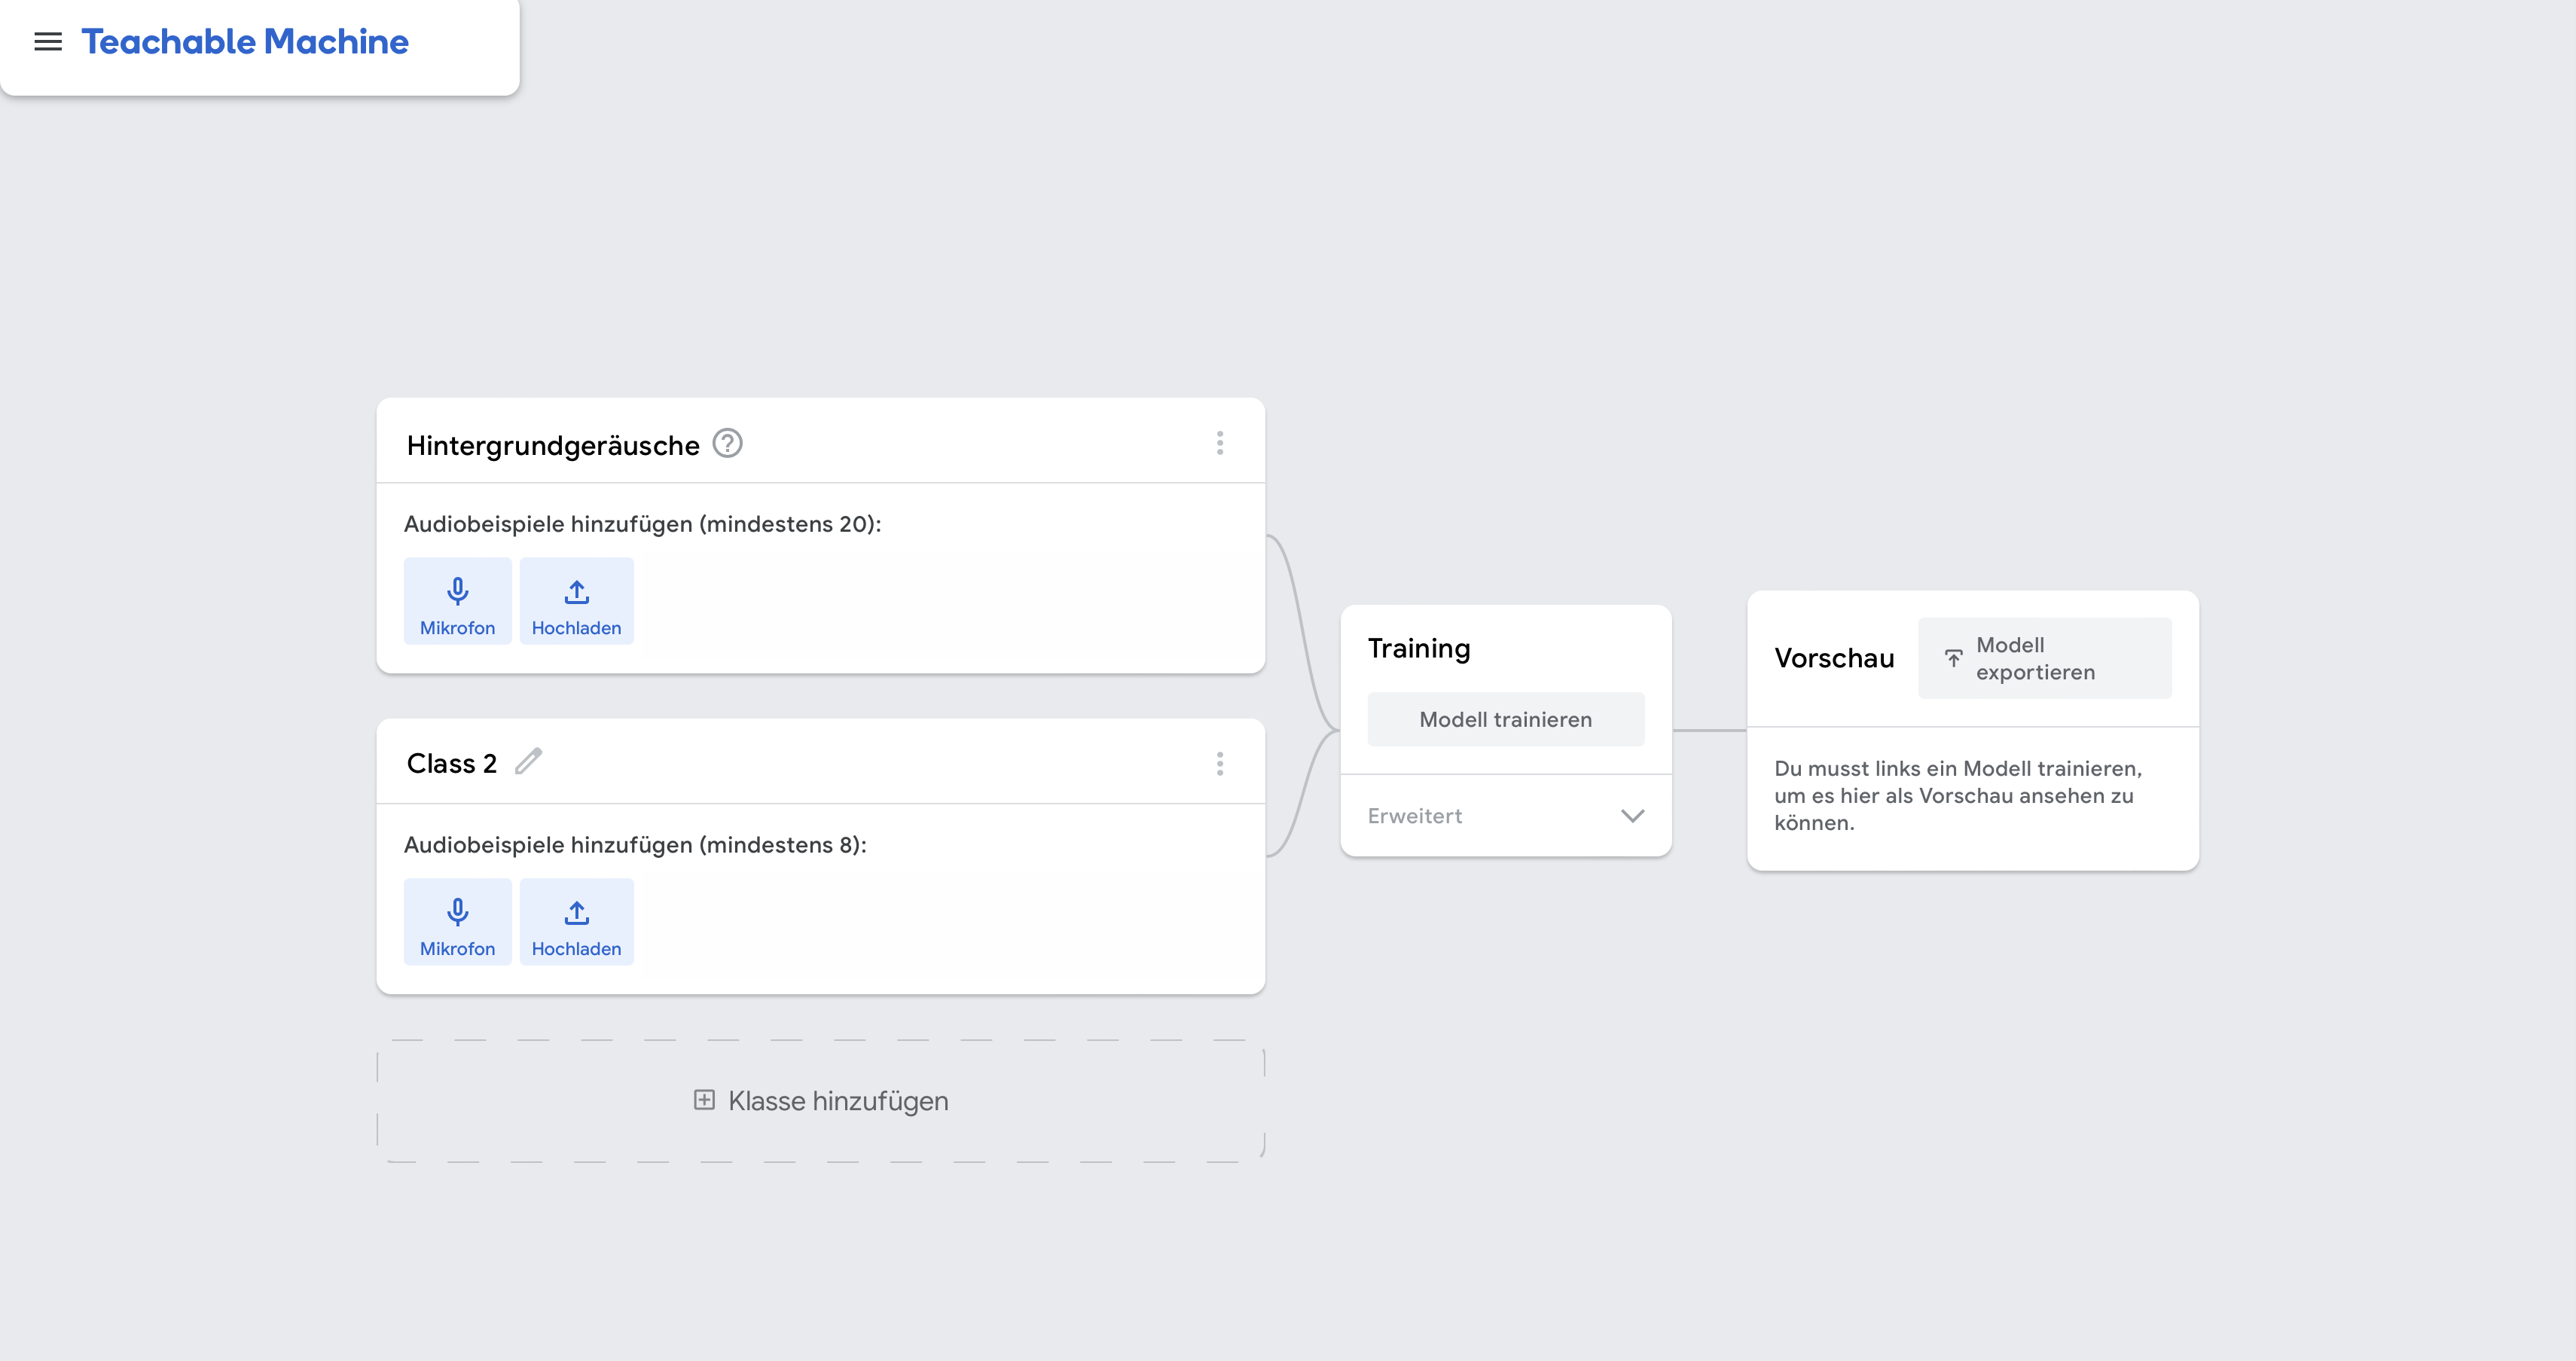 Teachable Machine
Hintergrundgeräusche
Audiobeispiele hinzufügen (mindestens 20):
Mikrofon
Hochladen
Class 2
Audiobeispiele hinzufügen (mindestens 8):
Mikrofon
Hochladen
Klasse hinzufügen
Training
Modell trainieren
Erweitert
Vorschau
Modell
exportieren
Du musst links ein Modell trainieren,
um es hier als Vorschau ansehen zu
können.